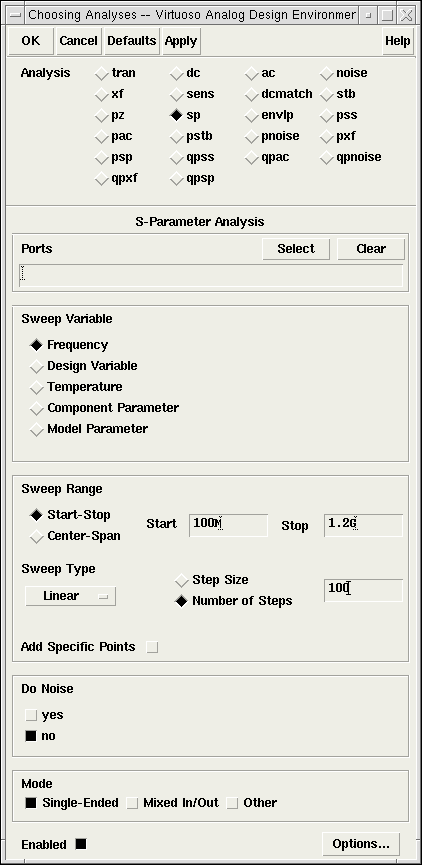 Choosing Analyses -- Virtuoso Analog Design Environmer
OK Cancel Defaults Apply Help
Analysis tran dc ac noise
xf sens dcmatch stb
pz sp envlp pss
pac pstb pnoise pxf
psp qpss qpac qpnoise
qpxf qpsp
S-Parameter Analysis
Ports Select Clear
Sweep Variable
Frequency
Design Variable
Temperature
Component Parameter
Model Parameter
Sweep Range
Start-Stop
Center-Span
Start 100M Stop 1.2G
Sweep Type
Linear
Step Size
Number of Steps
100
Add Specific Points
Do Noise
yes
no
Mode
Single-Ended Mixed In/Out Other
Enabled Options...